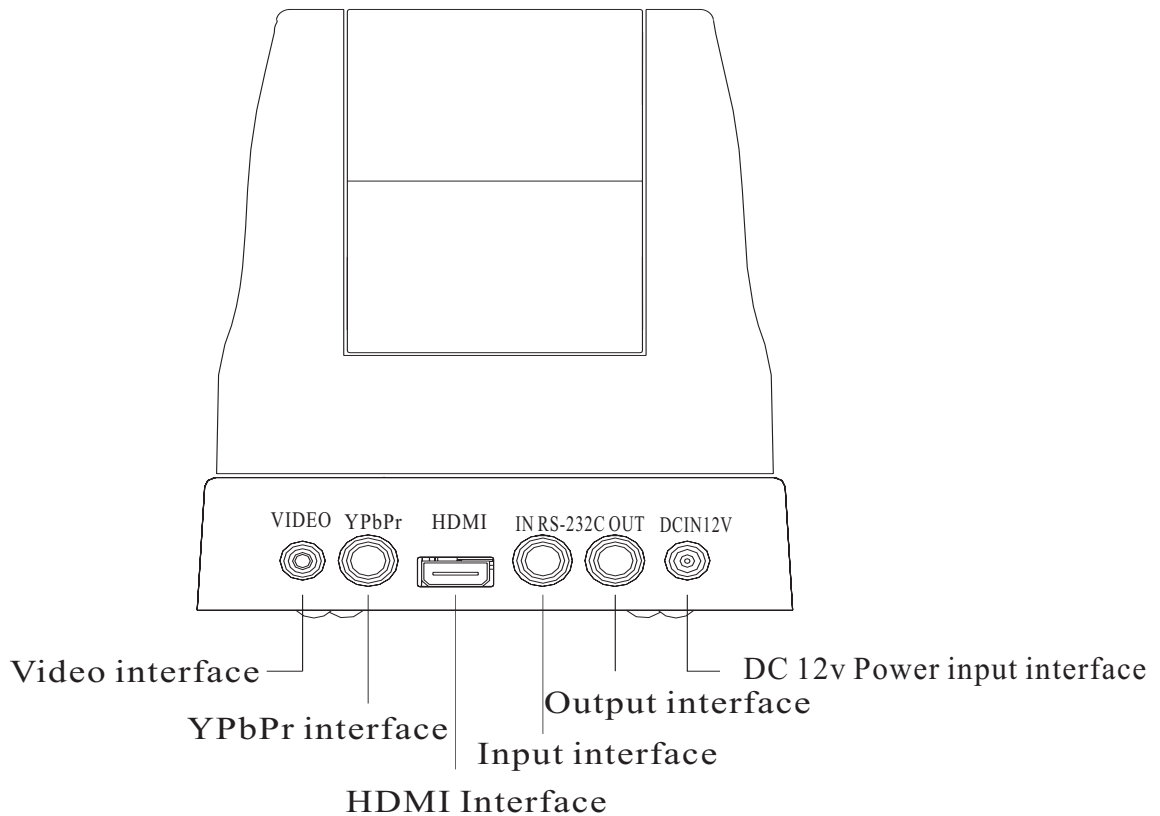 VIDEO YPbPr HDMI IN RS-232C OUT DCIN12V
Video interface
DC 12v Power input interface
Output interface
YPbPr interface
Input interface
HDMI Interface